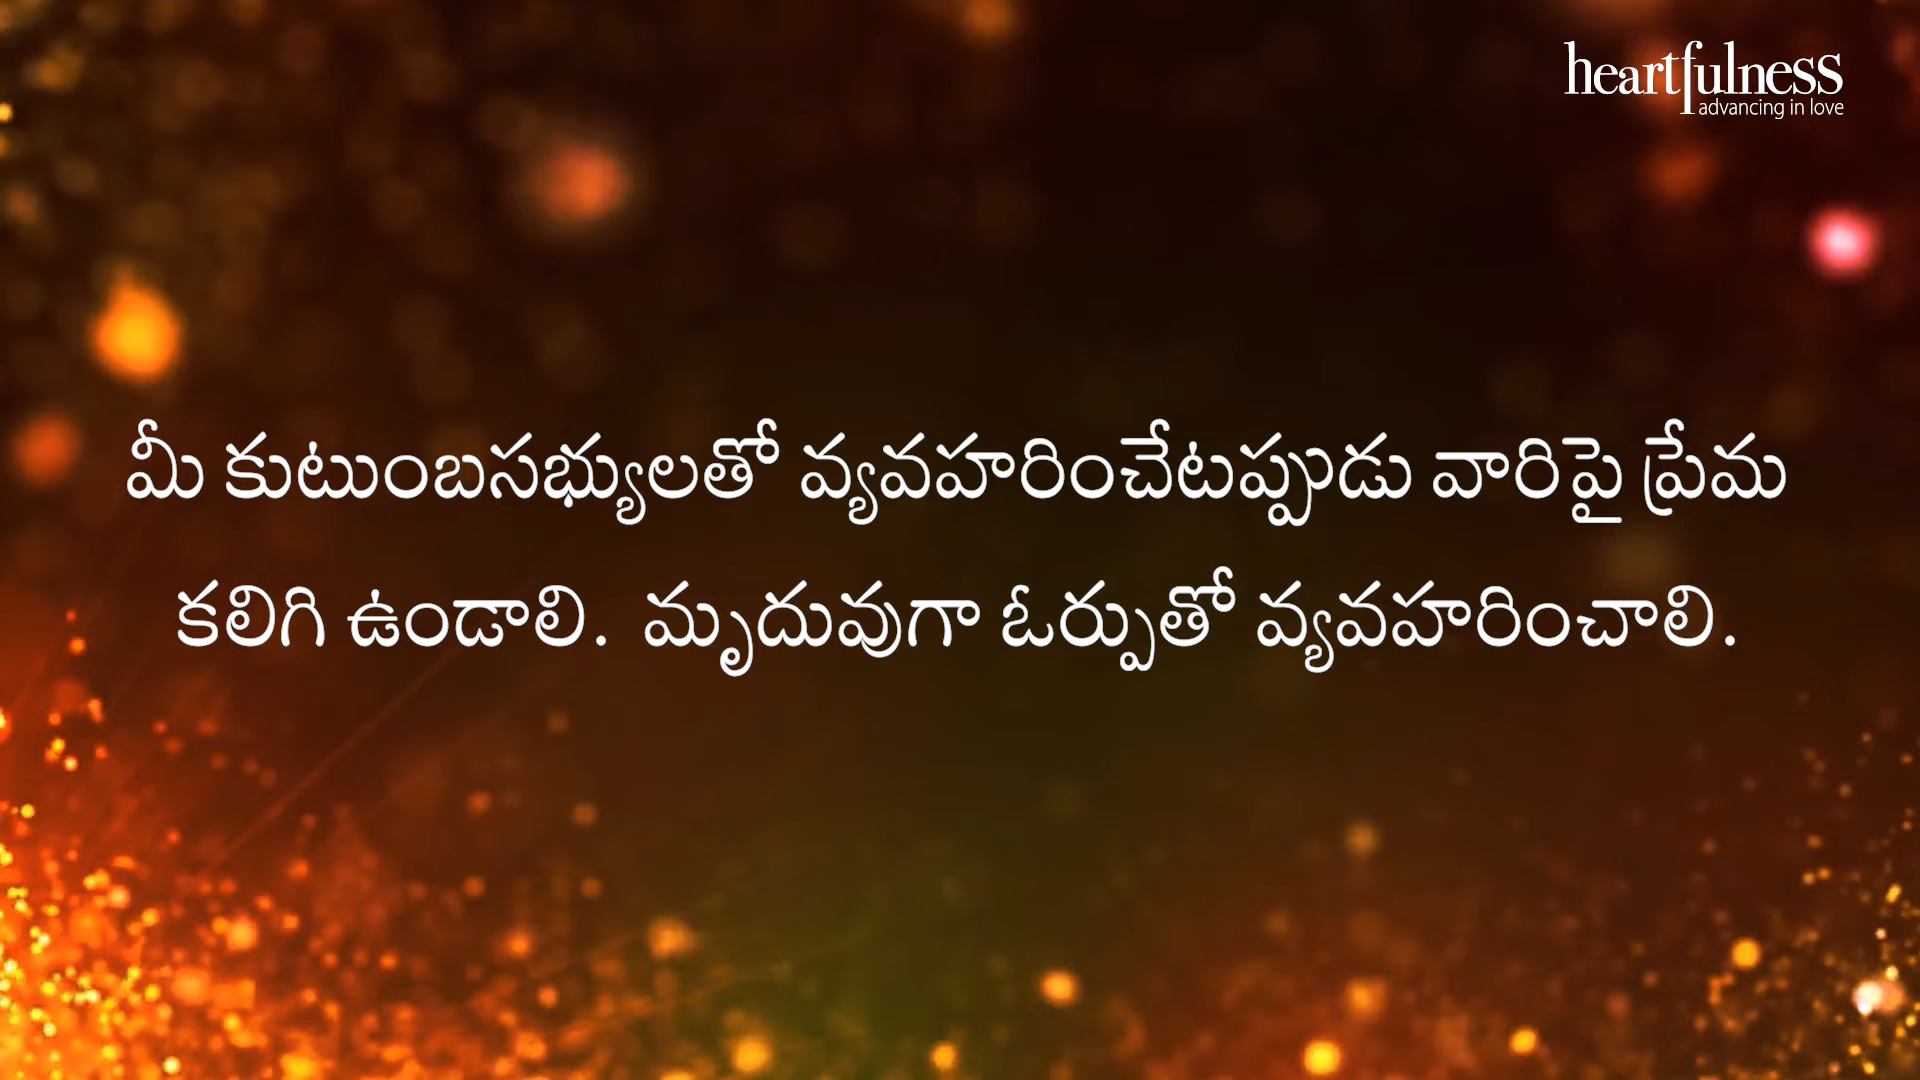 heartfulness
advancing in love
మీ కుటుంబసభ్యులతో వ్యవహరించేటప్పుడు వారిపై ప్రేమ
కలిగి ఉండాలి. మృదువుగా ఓర్పుతో వ్యవహరించాలి.